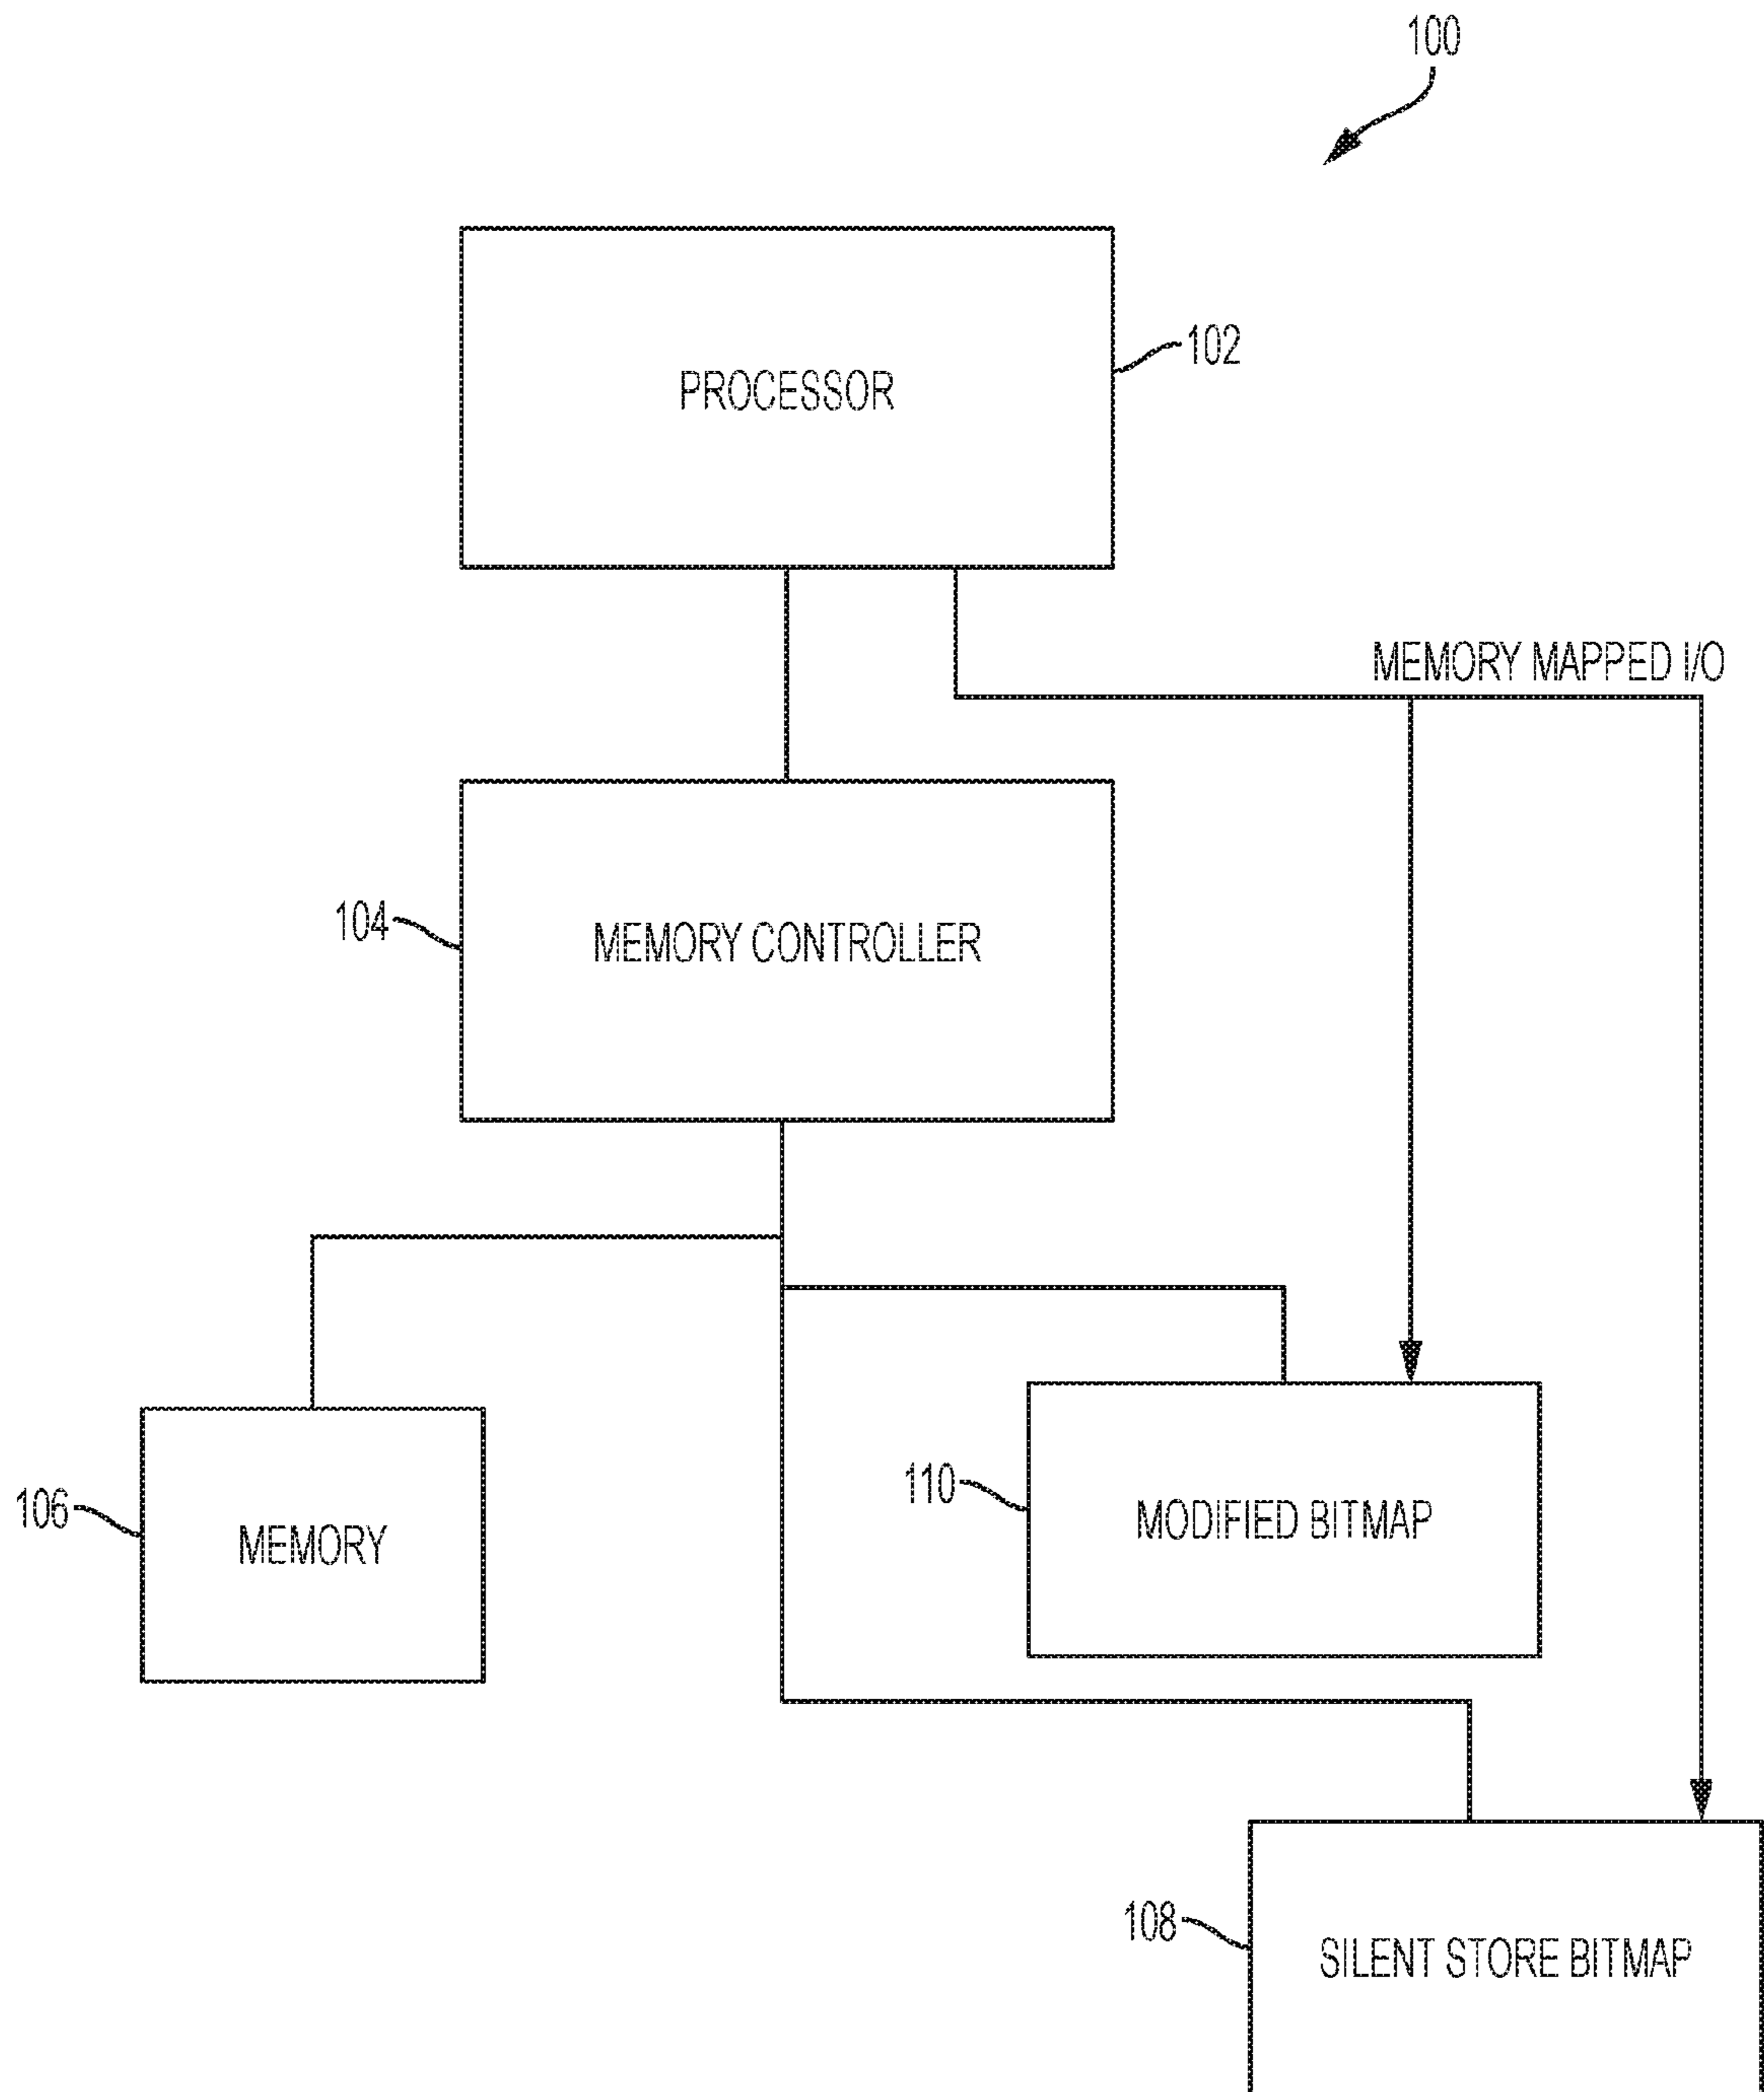 100
PROCESSOR
102
MEMORY MAPPED I/O
104
MEMORY CONTROLLER
106
MEMORY
110
MODIFIED BITMAP
108
SILENT STORE BITMAP